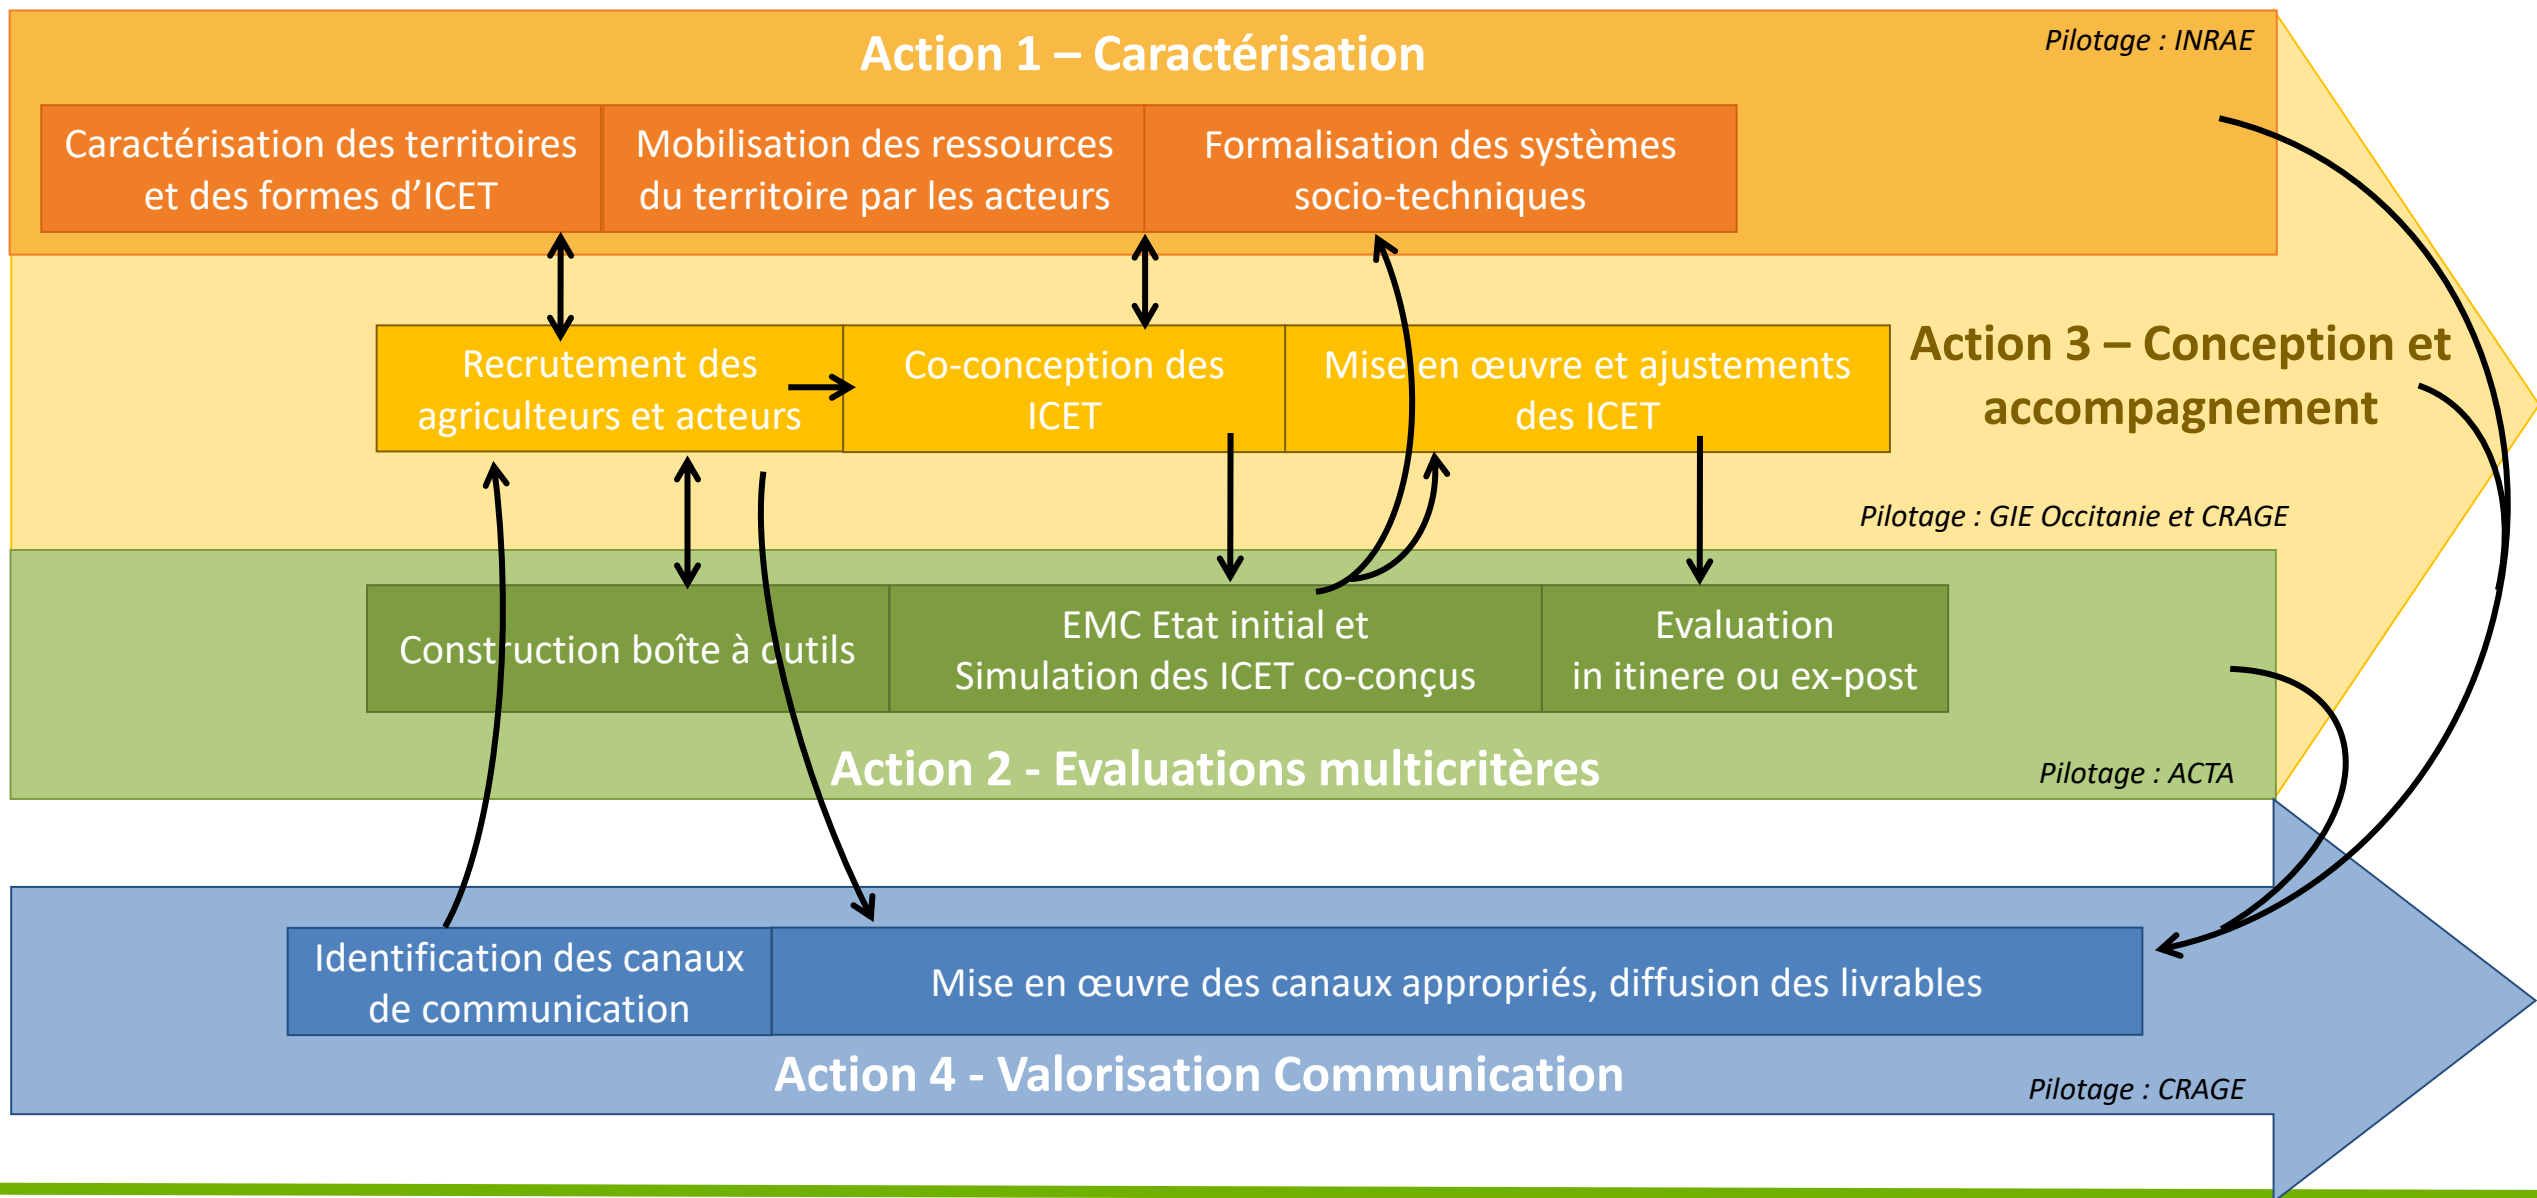 Action 1 – Caractérisation
Pilotage : INRAE
Caractérisation des territoires
et des formes d’ICET
Mobilisation des ressources
du territoire par les acteurs
Formalisation des systèmes
socio-techniques
Recrutement des
agriculteurs et acteurs
Co-conception des
ICET
Mise en œuvre et ajustements
des ICET
Action 3 – Conception et
accompagnement
Pilotage : GIE Occitanie et CRAGE
Construction boîte à outils
EMC Etat initial et
Simulation des ICET co-conçus
Evaluation
in itinere ou ex-post
Action 2 - Evaluations multicritères
Pilotage : ACTA
Identification des canaux
de communication
Mise en œuvre des canaux appropriés, diffusion des livrables
Action 4 - Valorisation Communication
Pilotage : CRAGE